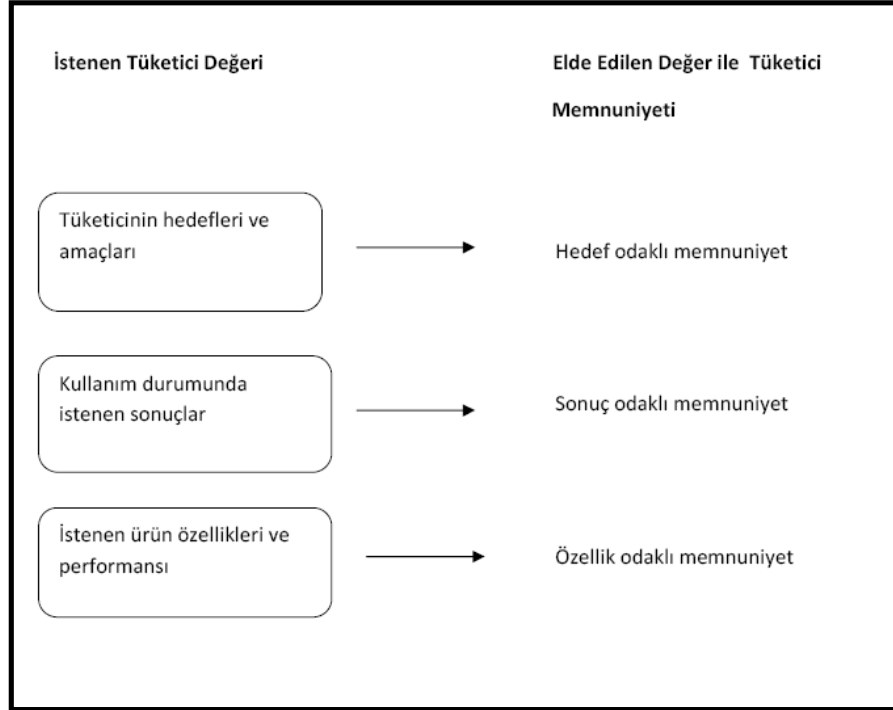 İstenen Tüketici Değeri
Elde Edilen Değer ile Tüketici
Memnuniyeti
Tüketicinin hedefleri ve
amaçları
Hedef odaklı memnuniyet
Kullanım durumunda
istenen sonuçlar
Sonuç odaklı memnuniyet
İstenen ürün özellikleri ve
performansı
Özellik odaklı memnuniyet